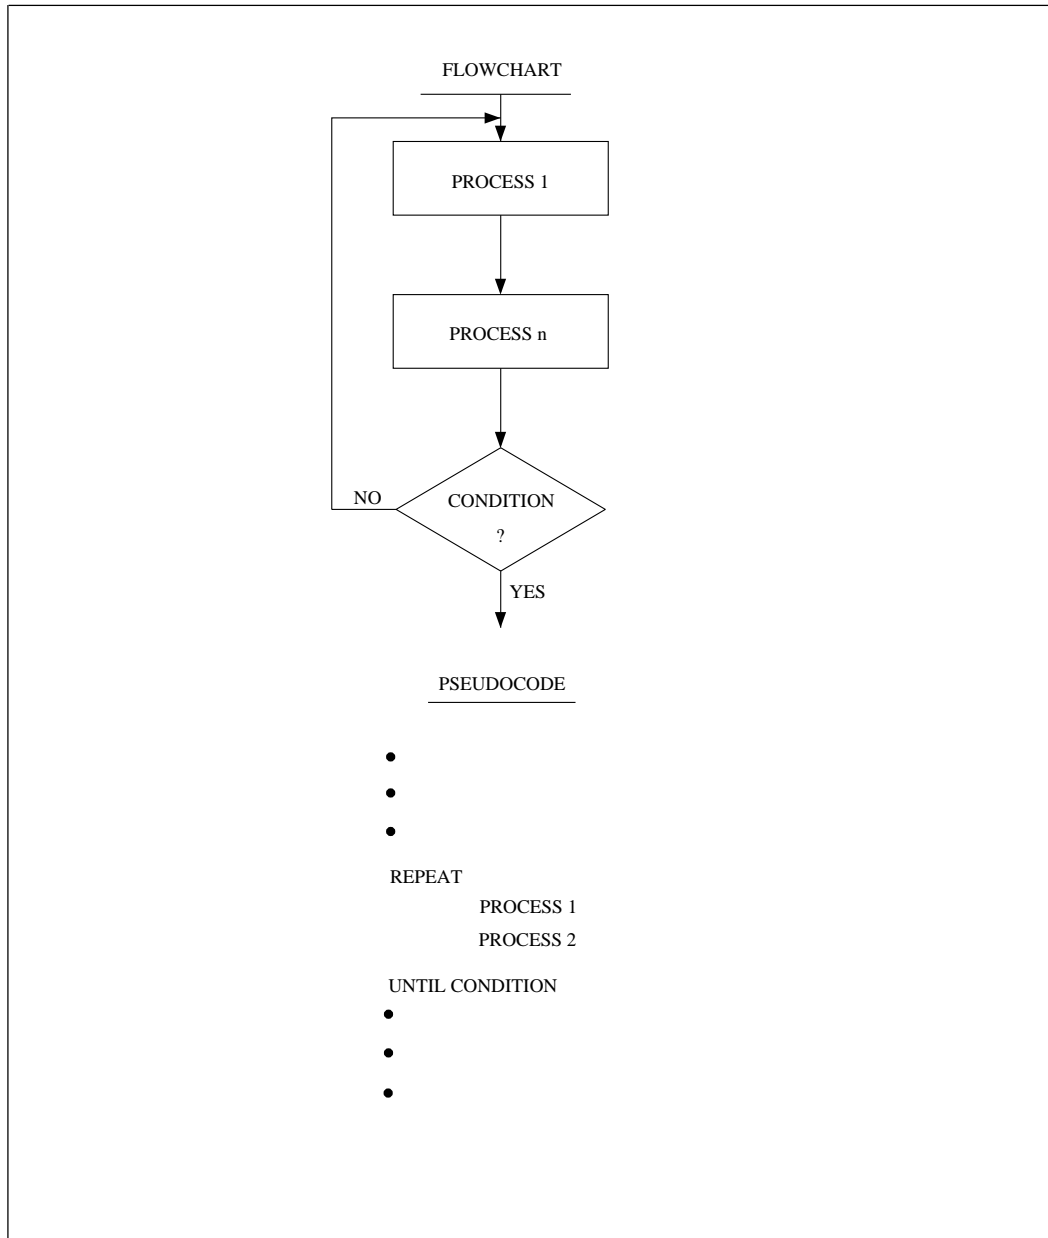 FLOWCHART
PROCESS 1
PROCESS n
CONDITION
?
NO
YES
PSEUDOCODE
•
•
•
REPEAT
PROCESS 1
PROCESS 2
UNTIL CONDITION
•
•
•